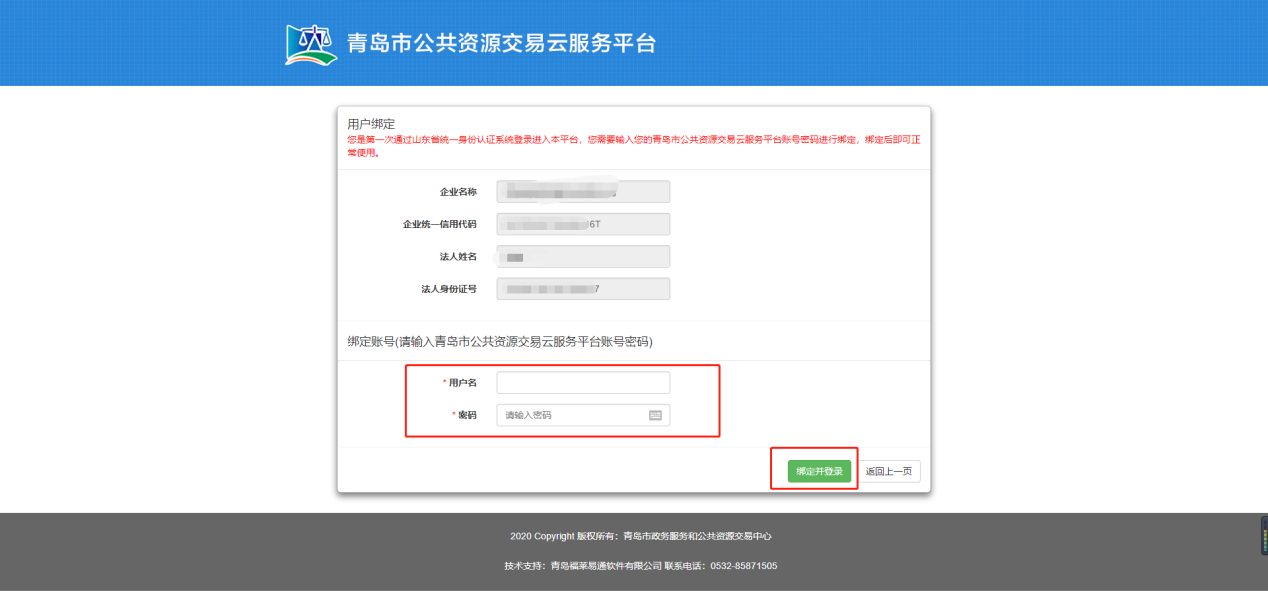 青岛市公共资源交易云服务平台
用户绑定
您是第一次通过山东省统一身份认证系统登录进入本平台，您需要输入您的青岛市公共资源交易云服务平台账号密码进行绑定，绑定后即可正
常使用。
企业名称
企业统一信用代码 16T
法人姓名
法人身份证号 7
绑定账号(请输入青岛市公共资源交易云服务平台账号密码)
* 用户名
* 密码 请输入密码
绑定并登录 返回上一页
2020 Copyright 版权所有：青岛市政务服务和公共资源交易中心
技术支持：青岛福莱易通软件有限公司 联系电话：0532-85871505